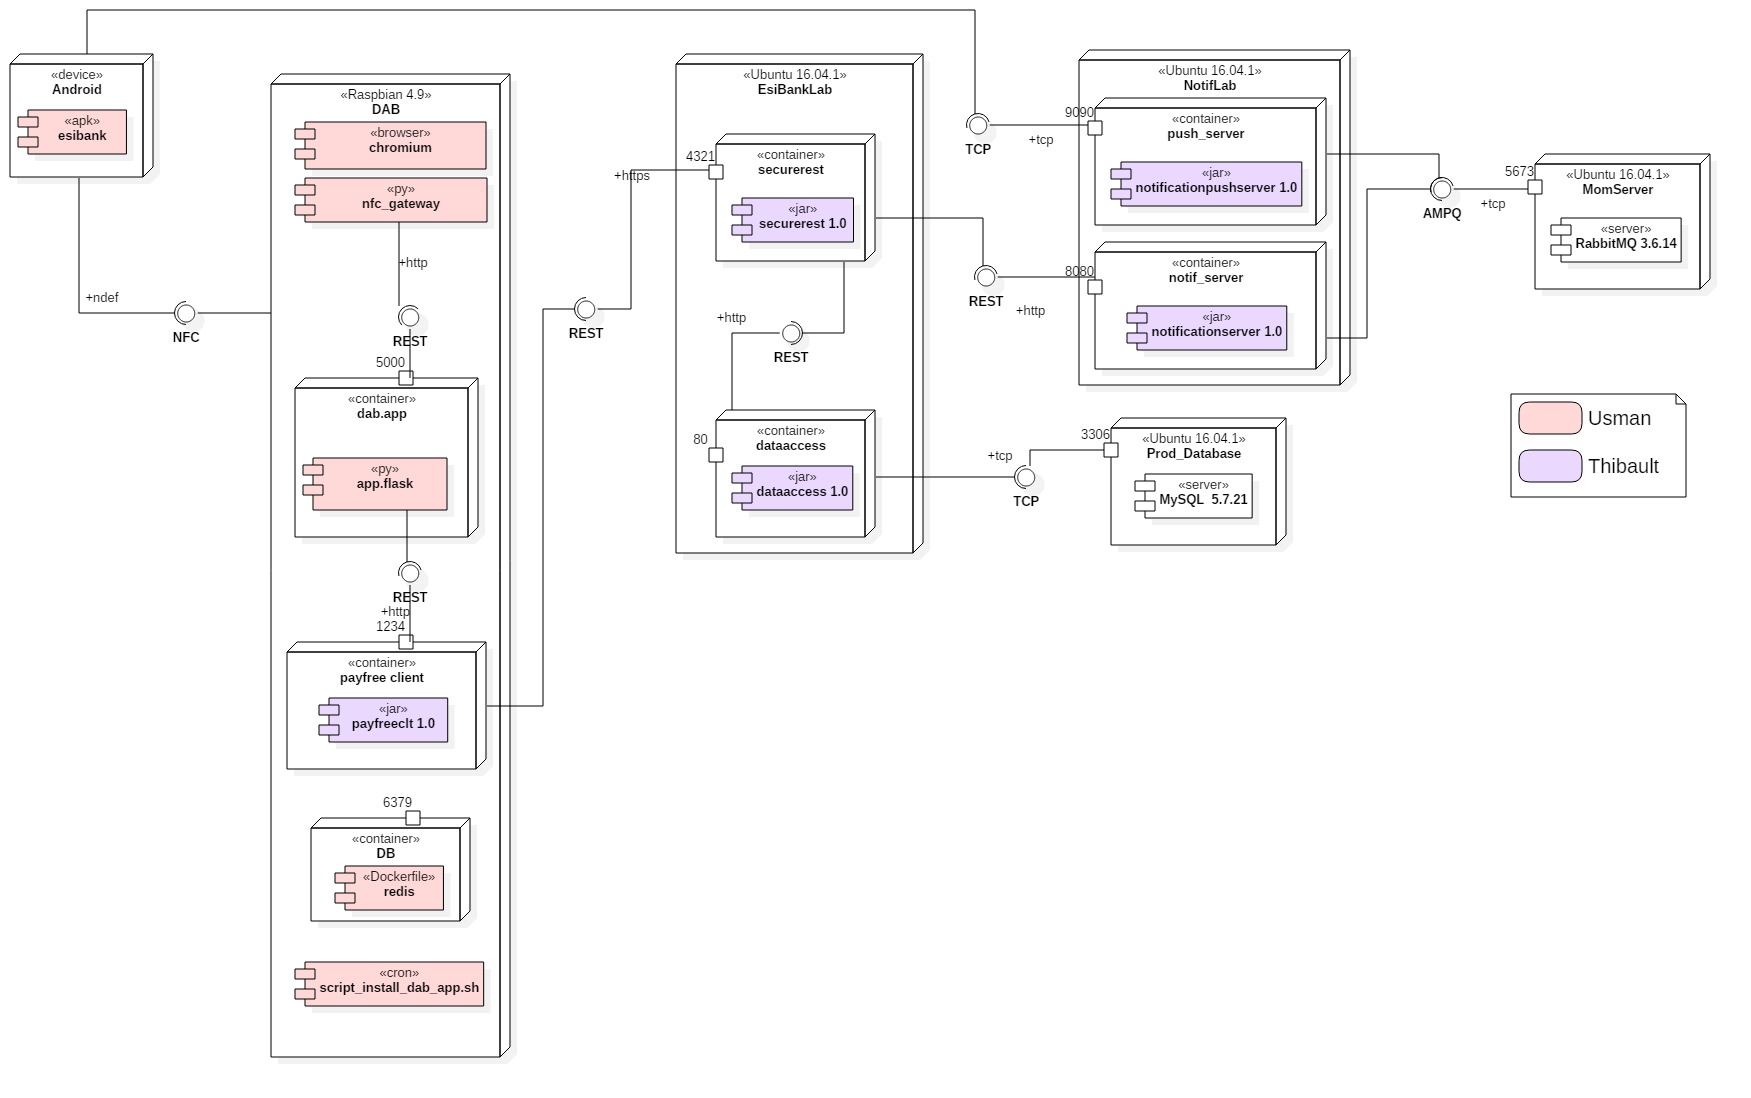 «device»
Android
«apk»
esibank
+ndef
NFC
«Raspbian 4.9»
DAB
«browser»
chromium
«py»
nfc_gateway
+http
REST
5000
«container»
dab.app
«py»
app.flask
REST
+http
1234
«container»
payfree client
«jar»
payfreeclt 1.0
6379
«container»
DB
«Dockerfile»
redis
«cron»
script_install_dab_app.sh
REST
+https
«Ubuntu 16.04.1»
EsiBankLab
4321
«container»
securerest
«jar»
securerest 1.0
+http
REST
80
«container»
dataaccess
«jar»
dataaccess 1.0
TCP
+tcp
REST
+http
+tcp
TCP
«Ubuntu 16.04.1»
NotifLab
9090
«container»
push_server
«jar»
notificationpushserver 1.0
8080
«container»
notif_server
«jar»
notificationserver 1.0
3306
«Ubuntu 16.04.1»
Prod_Database
«server»
MySQL  5.7.21
AMPQ
+tcp
5673
«Ubuntu 16.04.1»
MomServer
«server»
RabbitMQ 3.6.14
Usman
Thibault